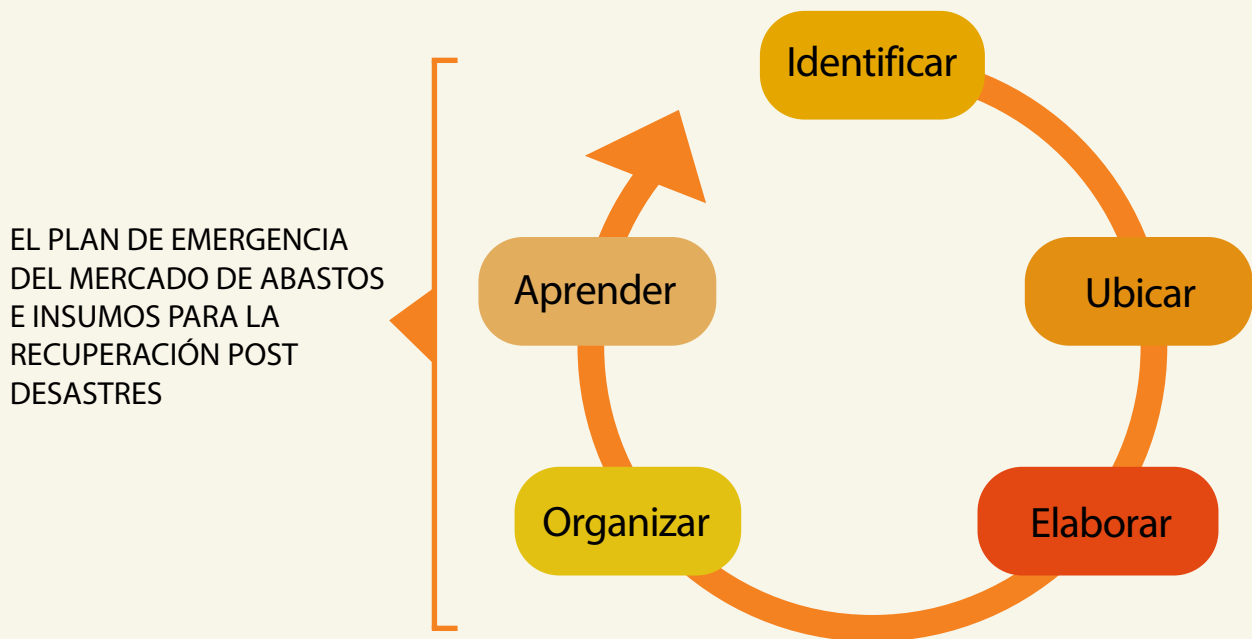 EL PLAN DE EMERGENCIA
DEL MERCADO DE ABASTOS
E INSUMOS PARA LA
RECUPERACIÓN POST
DESASTRES
Identificar
Ubicar
Elaborar
Organizar
Aprender